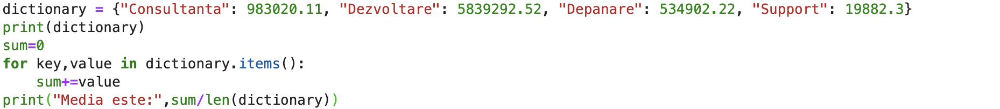 dictionary = {"Consultanta": 983020.11, "Dezvoltare": 5839292.52, "Depanare": 534902.22, "Support": 19882.3}
print(dictionary)
sum=0
for key,value in dictionary.items():
    sum+=value
print("Media este:",sum/len(dictionary))